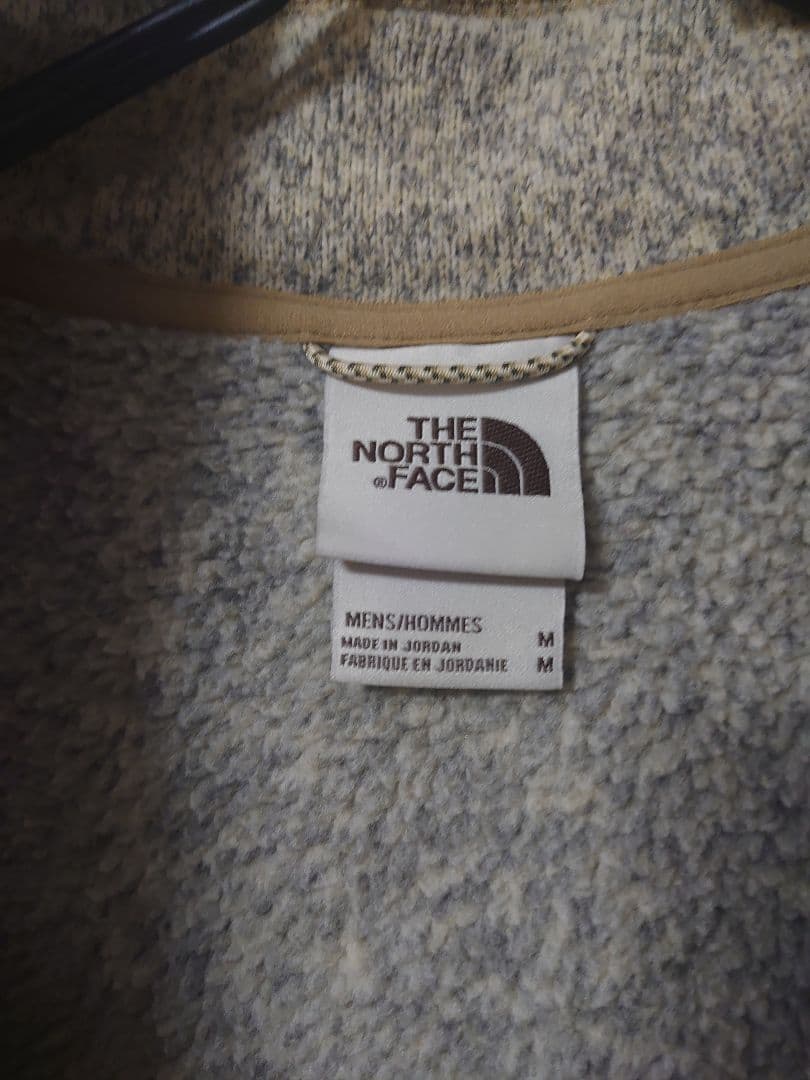 THE
NORTH
®FACE
MENS/HOMMES
MADE IN JORDAN M
FABRIQUE EN JORDANIE M